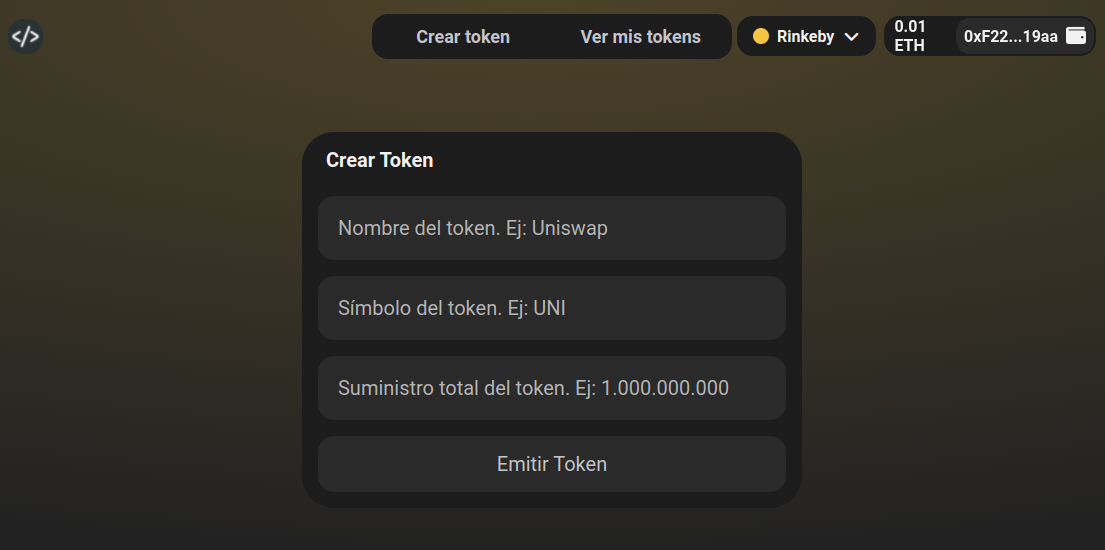 </>
Crear token
Ver mis tokens
Rinkeby
0.01
ETH
0xF22...19aa
Crear Token
Nombre del token. Ej: Uniswap
Símbolo del token. Ej: UNI
Suministro total del token. Ej: 1.000.000.000
Emitir Token